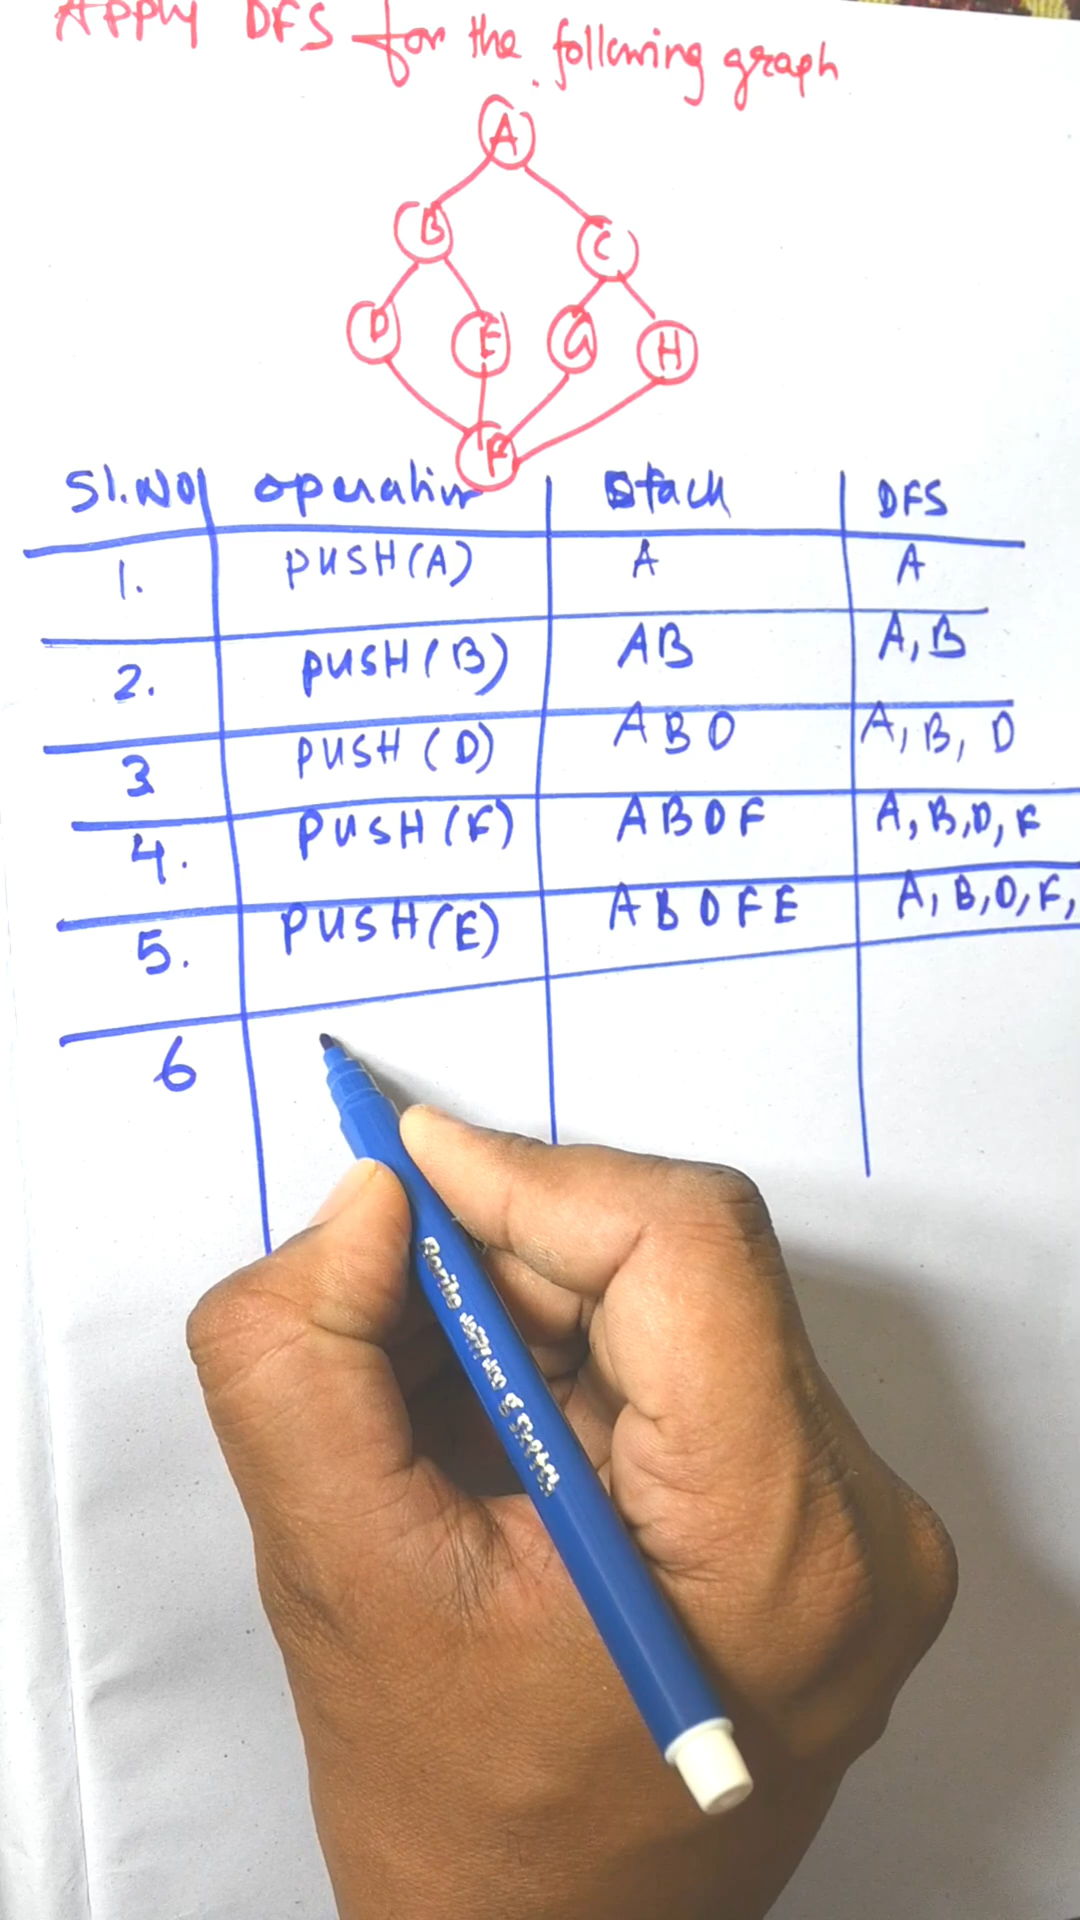 APPLY DFS for the following graph
A
B C
D E G H
F
Sl.NO operation Stack DFS
1. PUSH(A) A A
2. PUSH(B) AB A,B
3 PUSH(D) ABD A,B,D
4. PUSH(F) ABDF A,B,D,F
5. PUSH(E) ABDFE A,B,D,F,
6